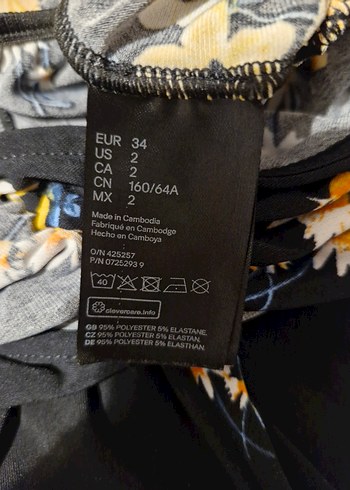 EUR 34
US 2
CA 2
CN 160/64A
MX 2
Made in Cambodia
Fabriqué en Cambodge
Hecho en Camboya
O/N 425257
P/N 0725293 9
40
clevercare.info
GB 95% POLYESTER 5% ELASTANE,
CZ 95% POLYESTER 5% ELASTAN,
DE 95% POLYESTER 5% ELASTHAN,